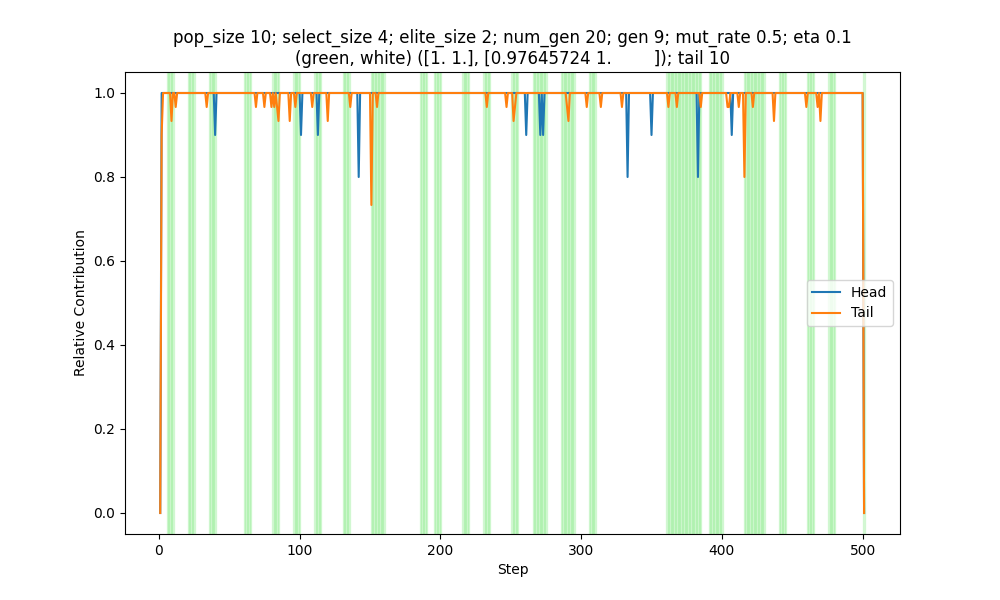 pop_size 10; select_size 4; elite_size 2; num_gen 20; gen 9; mut_rate 0.5; eta 0.1
(green, white) ([1. 1.], [0.97645724 1.         ]); tail 10
1.0
0.8
0.6
0.4
0.2
0.0
Relative Contribution
Head
Tail
0
100
200
300
400
500
Step